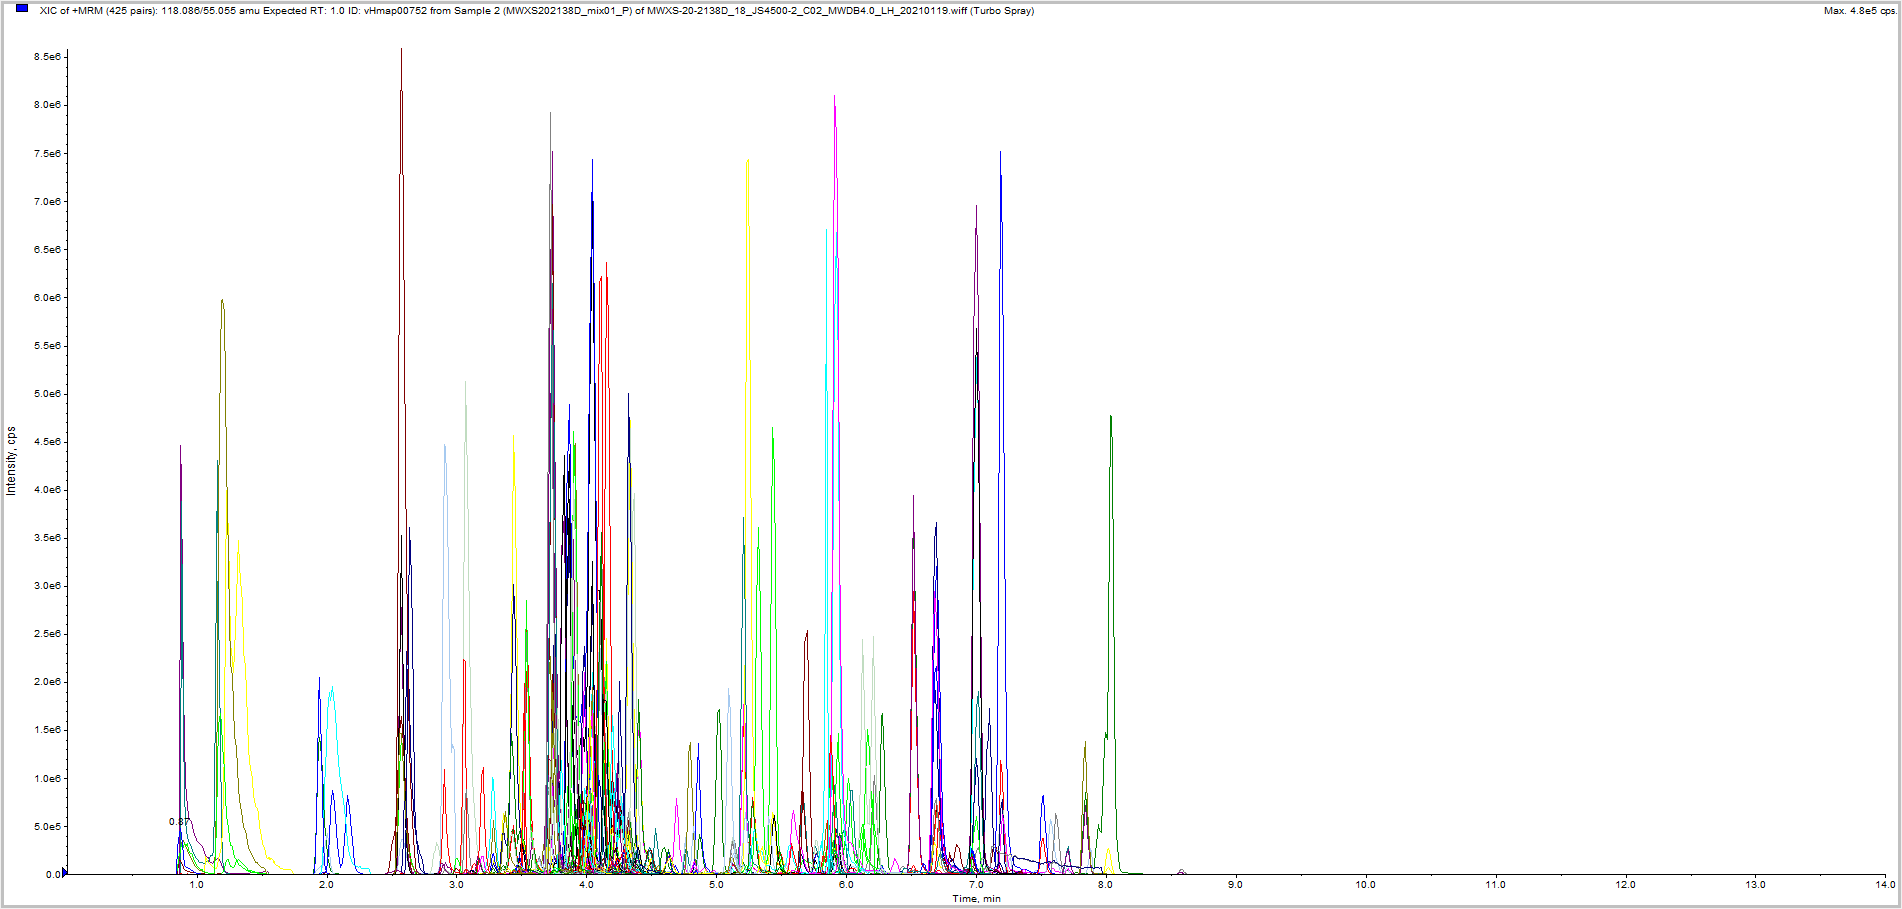 XIC of +MRM (425 pairs): 118.086/55.055 amu Expected RT: 1.0 ID: vHmap00752 from Sample 2 (MWXS202138D_mix01_P) of MWXS-20-2138D_18_JS4500-2_C02_MWDB4.0_LH_20210119.wiff (Turbo Spray)
Max. 4.8e5 cps.
8.5e6
8.0e6
7.5e6
7.0e6
6.5e6
6.0e6
5.5e6
5.0e6
4.5e6
4.0e6
3.5e6
3.0e6
2.5e6
2.0e6
1.5e6
1.0e6
5.0e5
0.0
Intensity, cps
0.87
1.0 2.0 3.0 4.0 5.0 6.0 7.0 8.0 9.0 10.0 11.0 12.0 13.0 14.0
Time, min